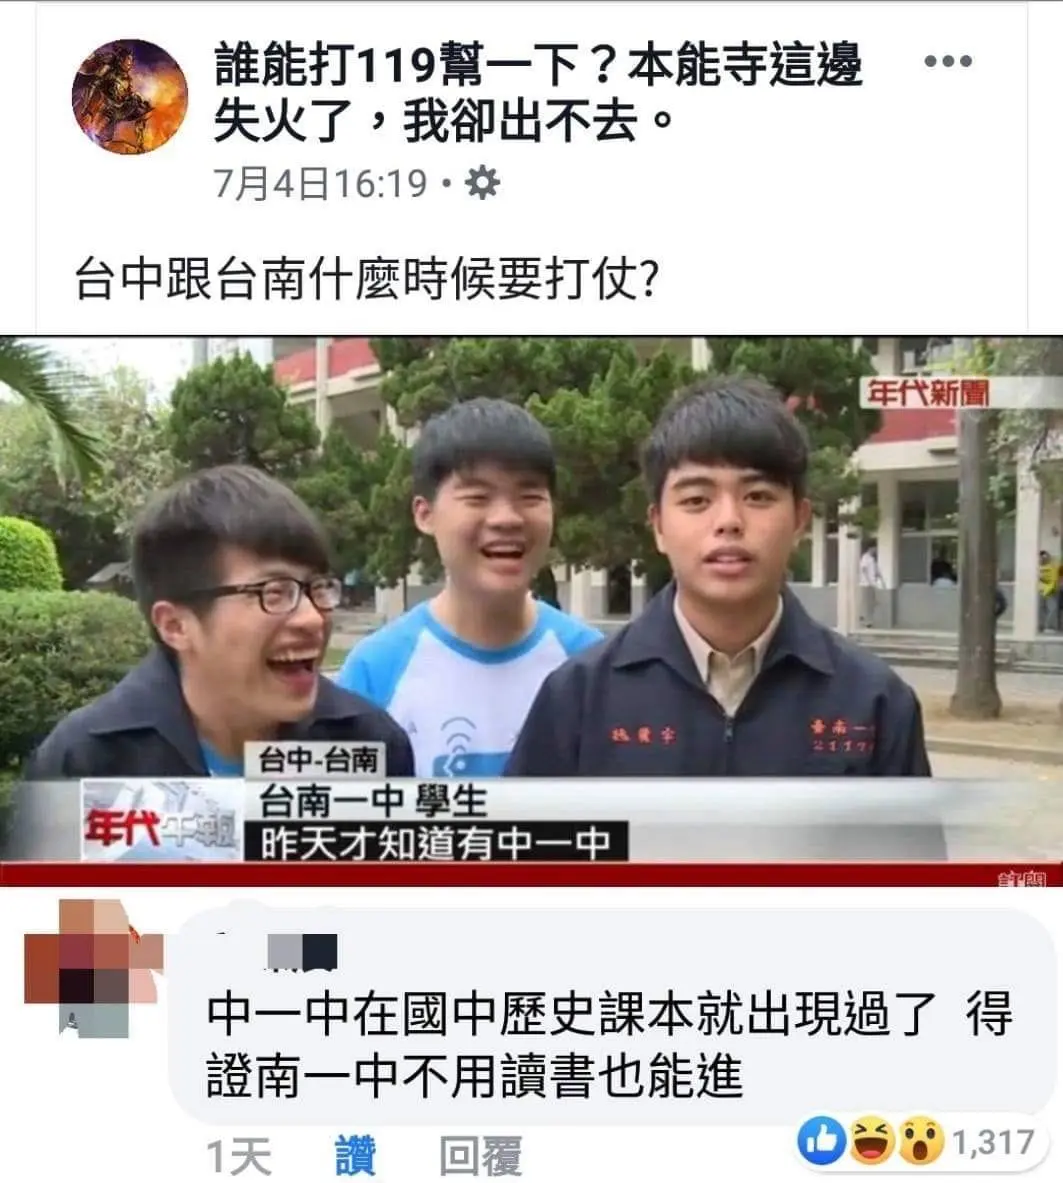 誰能打119幫一下？本能寺這邊
失火了，我卻出不去。
7月4日16:19
台中跟台南什麼時候要打仗?
年代新聞
台中-台南
台南一中 學生
年代午報
昨天才知道有中一中
中一中在國中歷史課本就出現過了 得
證南一中不用讀書也能進
1天 讚 回覆
1,317